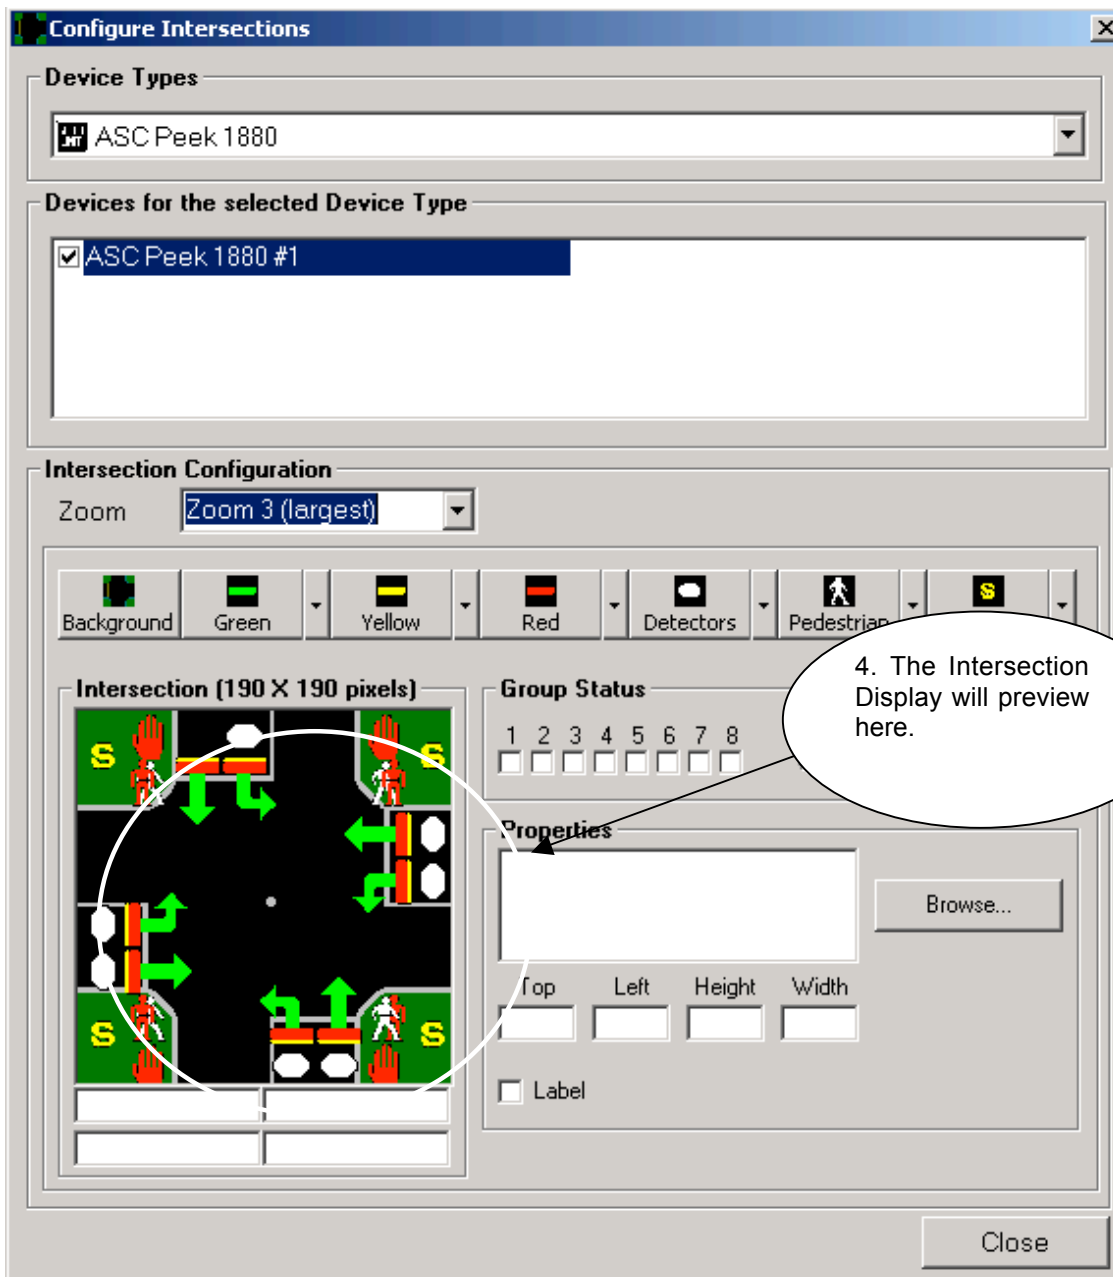 Configure Intersections
Device Types
ASC Peek 1880
Devices for the selected Device Type
ASC Peek 1880 #1
Intersection Configuration
Zoom Zoom 3 (largest)
S
Background Green Yellow Red Detectors Pedestrian
4. The Intersection
Display will preview
here.
Intersection (190 X 190 pixels)
Group Status
1 2 3 4 5 6 7 8
S S
S S
Properties
Browse...
Top Left Height Width
Label
Close